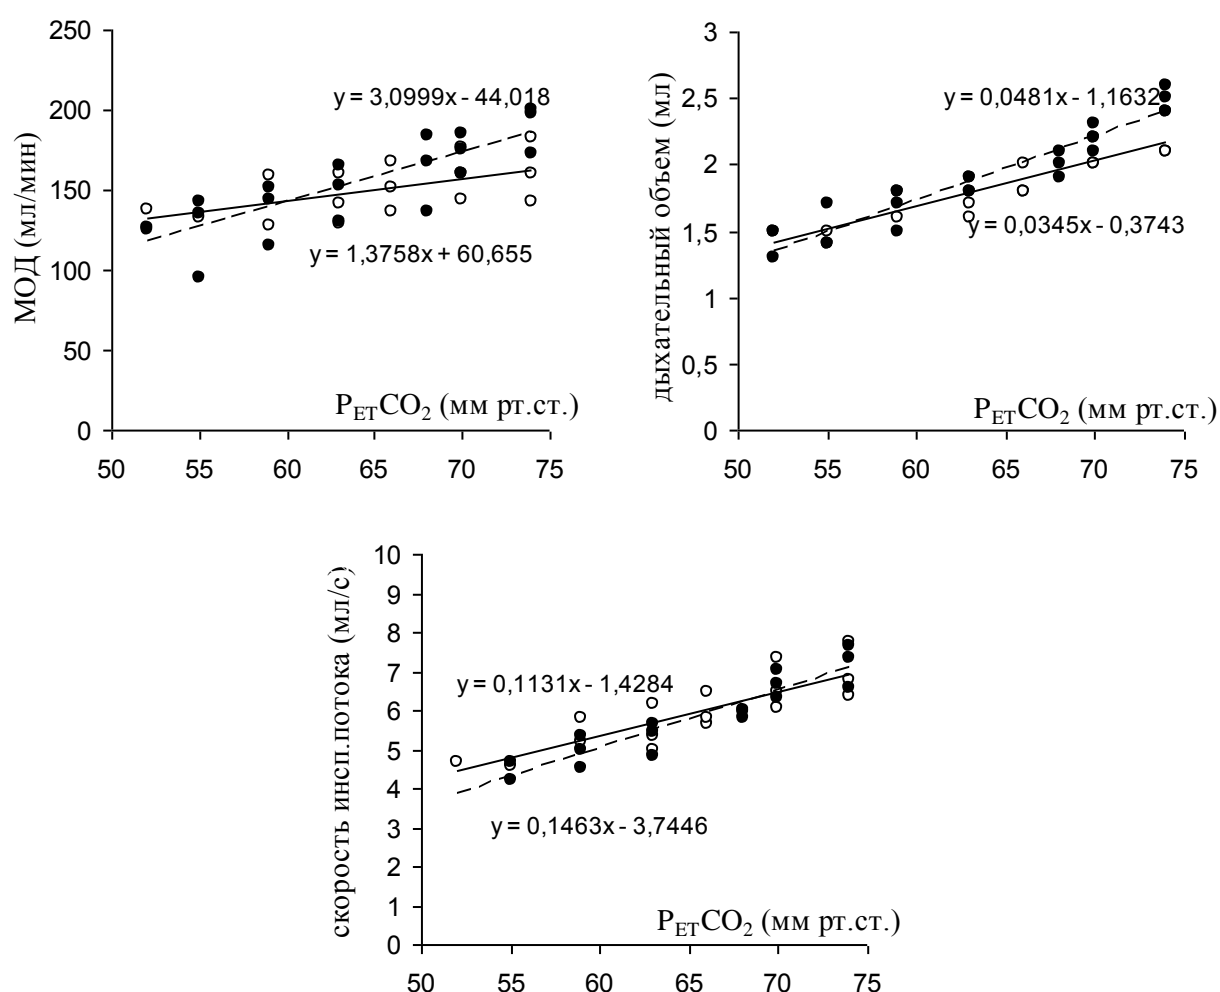 МОД (мл/мин)
250
200
150
100
50
0
y = 3,0999x - 44,018
y = 1,3758x + 60,655
PETCO2 (мм рт.ст.)
50 55 60 65 70 75
дыхательный объем (мл)
3
2,5
2
1,5
1
0,5
0
y = 0,0481x - 1,1632
y = 0,0345x - 0,3743
PETCO2 (мм рт.ст.)
50 55 60 65 70 75
скорость инсп.потока (мл/с)
10
9
8
7
6
5
4
3
2
1
0
y = 0,1131x - 1,4284
y = 0,1463x - 3,7446
PETCO2 (мм рт.ст.)
50 55 60 65 70 75